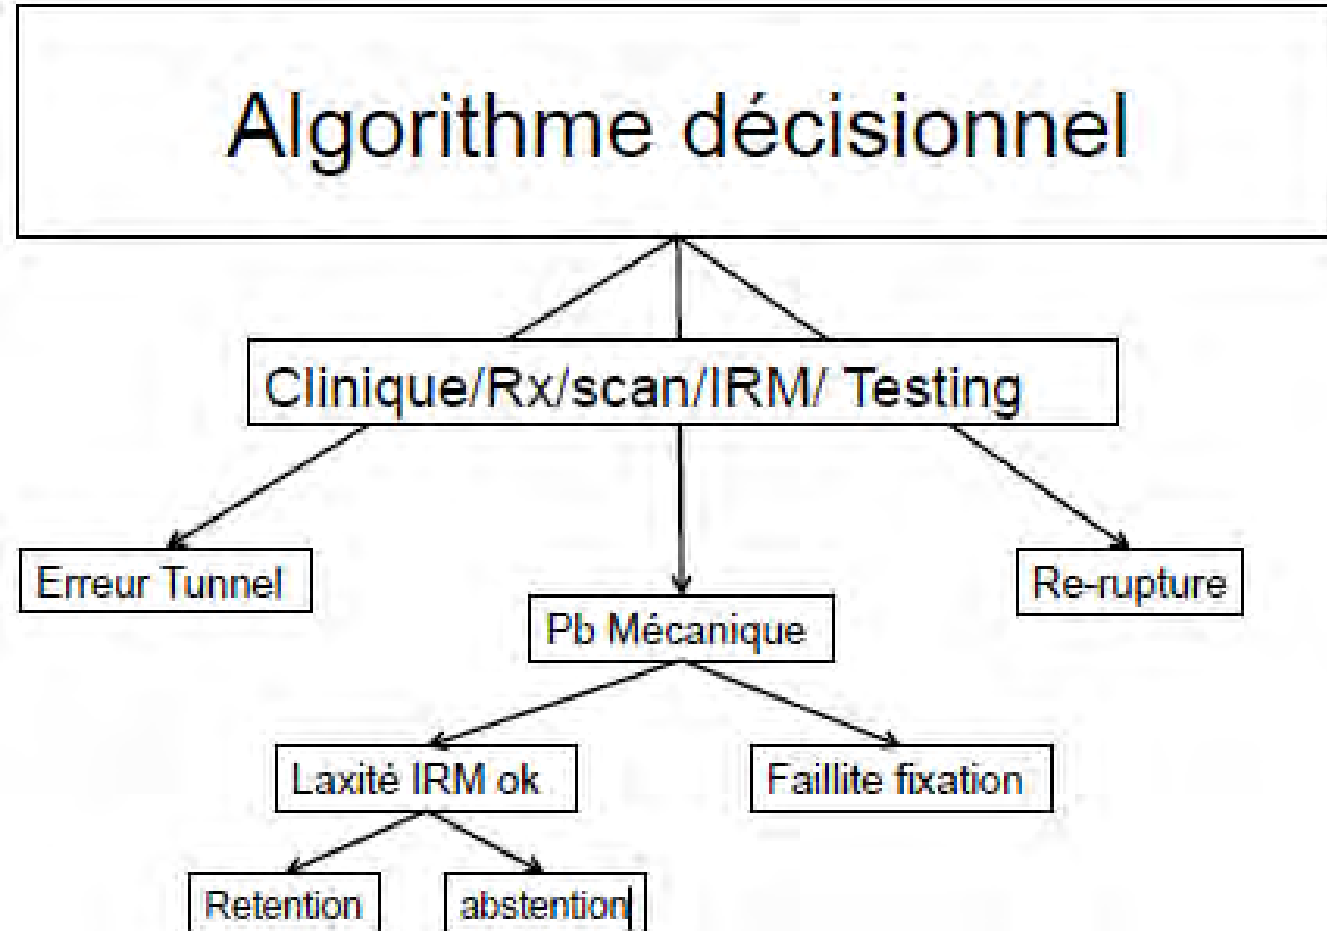 Algorithme décisionnel
Clinique/Rx/scan/IRM/ Testing
Erreur Tunnel
Re-rupture
Pb Mécanique
Laxité IRM ok
Faillite fixation
Retention
abstention